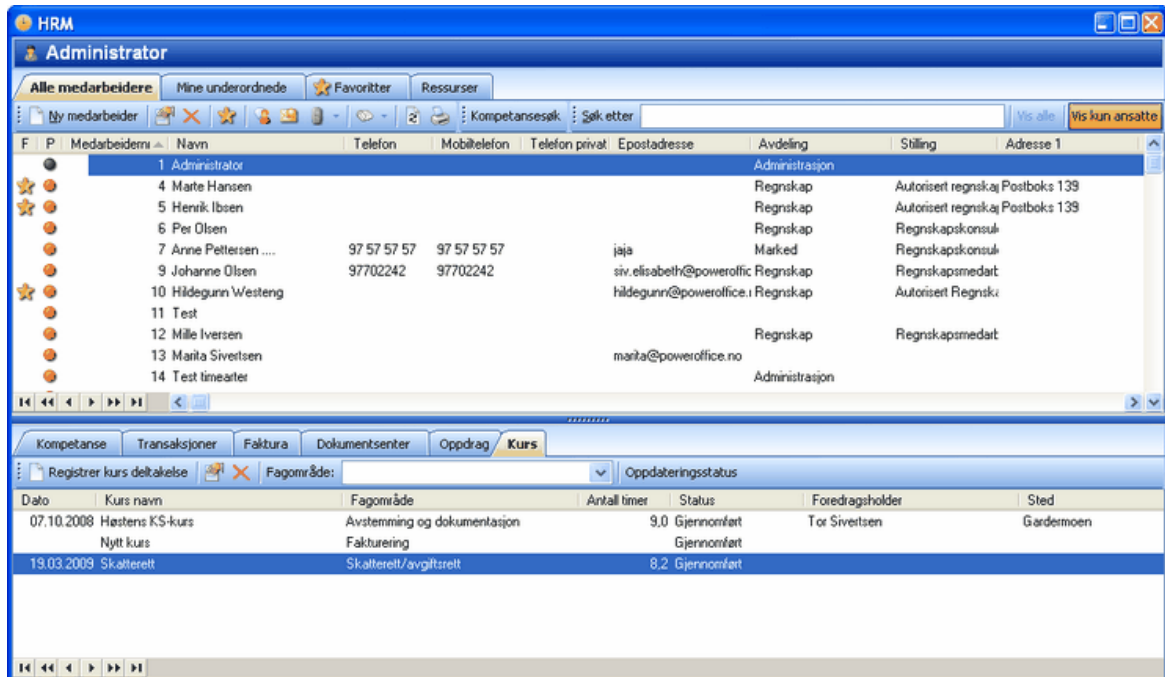 HRM
Administrator
Alle medarbeidere Mine underordnede Favoritter Ressurser
Ny medarbeider Kompetansesøk Søk etter Vis alle Vis kun ansatte
F P Medarbeidernu Navn Telefon Mobiltelefon Telefon privat Epostadresse Avdeling Stilling Adresse 1
1 Administrator Administrasjon
4 Marte Hansen Regnskap Autorisert regnskap Postboks 139
5 Henrik Ibsen Regnskap Autorisert regnskap Postboks 139
6 Per Olsen Regnskap Regnskapskonsul
7 Anne Pettersen .... 97 57 57 57 97 57 57 57 jaja Marked Regnskapskonsul
9 Johanne Olsen 97702242 97702242 siv.elisabeth@poweroffic Regnskap Regnskapsmedarb
10 Hildegunn Westeng hildegunn@poweroffice.n Regnskap Autorisert Regnska
11 Test
12 Mille Iversen Regnskap Regnskapsmedarb
13 Marita Sivertsen marita@poweroffice.no
14 Test timearter Administrasjon
Kompetanse Transaksjoner Faktura Dokumentsenter Oppdrag Kurs
Registrer kurs deltakelse Fagområde: Oppdateringsstatus
Dato Kurs navn Fagområde Antall timer Status Foredragsholder Sted
07.10.2008 Høstens KS-kurs Avstemming og dokumentasjon 9,0 Gjennomført Tor Sivertsen Gardermoen
Nytt kurs Fakturering Gjennomført
19.03.2009 Skatterett Skatterett/avgiftsrett 8,2 Gjennomført